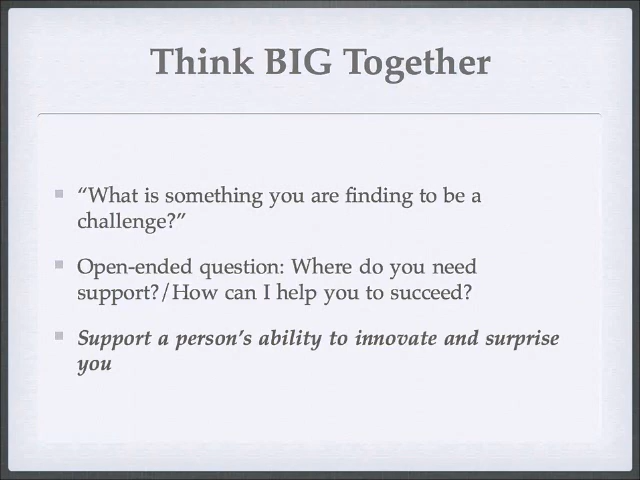 Think BIG Together
“What is something you are finding to be a
challenge?”
Open-ended question: Where do you need
support?/How can I help you to succeed?
Support a person’s ability to innovate and surprise
you